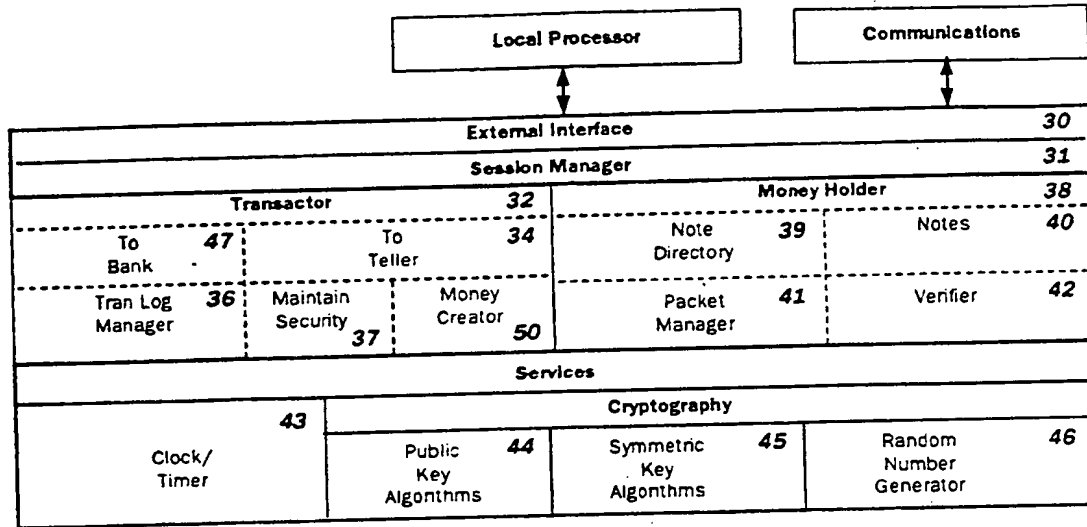 Local Processor
Communications
External Interface 30
Session Manager 31
Transactor 32
Money Holder 38
To Bank 47
To Teller 34
Note Directory 39
Notes 40
Tran Log Manager 36
Maintain Security 37
Money Creator 50
Packet Manager 41
Verifier 42
Services
43
Cryptography
Clock/
Timer
Public 44
Key
Algonthms
Symmetric 45
Key
Algonthms
Random 46
Number
Generator